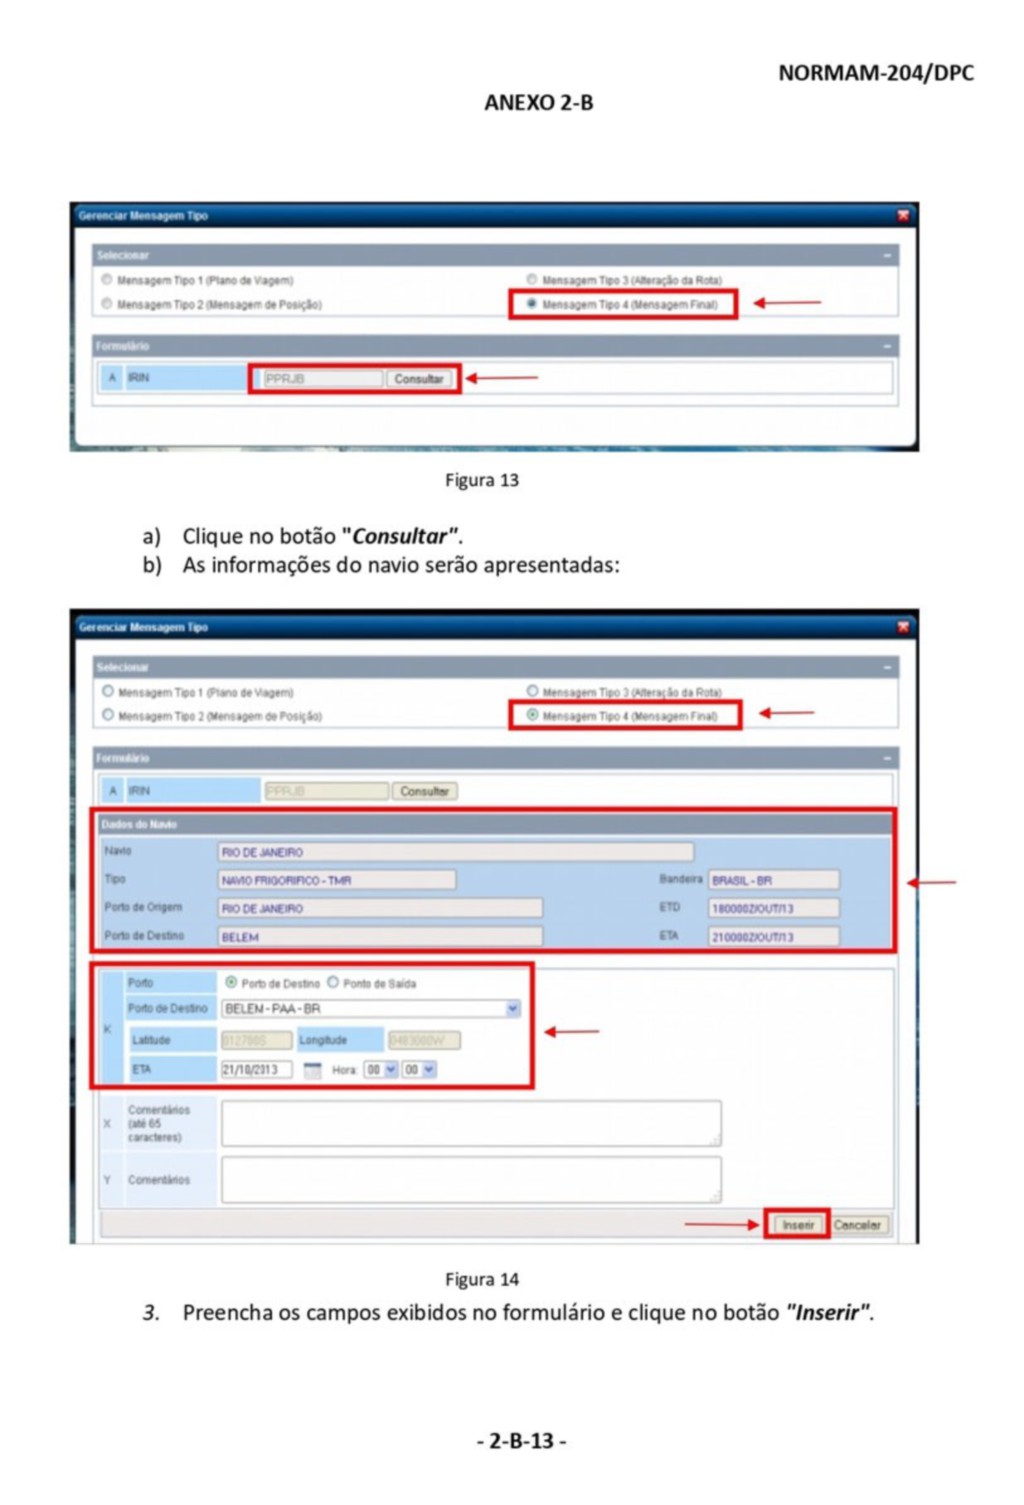 NORMAM-204/DPC
ANEXO 2-B
Gerenciar Mensagem Tipo
Selecionar
Mensagem Tipo 1 (Plano de Viagem)
Mensagem Tipo 3 (Alteração da Rota)
Mensagem Tipo 2 (Mensagem de Posição)
Mensagem Tipo 4 (Mensagem Final)
Formulário
A IRIN PPRJB Consultar
Figura 13
a) Clique no botão "Consultar".
b) As informações do navio serão apresentadas:
Gerenciar Mensagem Tipo
Selecionar
Mensagem Tipo 1 (Plano de Viagem)
Mensagem Tipo 3 (Alteração da Rota)
Mensagem Tipo 2 (Mensagem de Posição)
Mensagem Tipo 4 (Mensagem Final)
Formulário
A IRIN PPRJB Consultar
Dados do Navio
Navio RIO DE JANEIRO
Tipo NAVIO FRIGORIFICO - TMR Bandeira BRASIL - BR
Porto de Origem RIO DE JANEIRO ETD 180000Z/OUT/13
Porto de Destino BELEM ETA 210000Z/OUT/13
Porto Porto de Destino Ponto de Saída
Porto de Destino BELEM - PAA - BR
K
Latitude 012700S Longitude 0483000W
ETA 21/10/2013 Hora: 00 00
X Comentários (até 65 caracteres)
Y Comentários
Inserir Cancelar
Figura 14
3. Preencha os campos exibidos no formulário e clique no botão "Inserir".
- 2-B-13 -